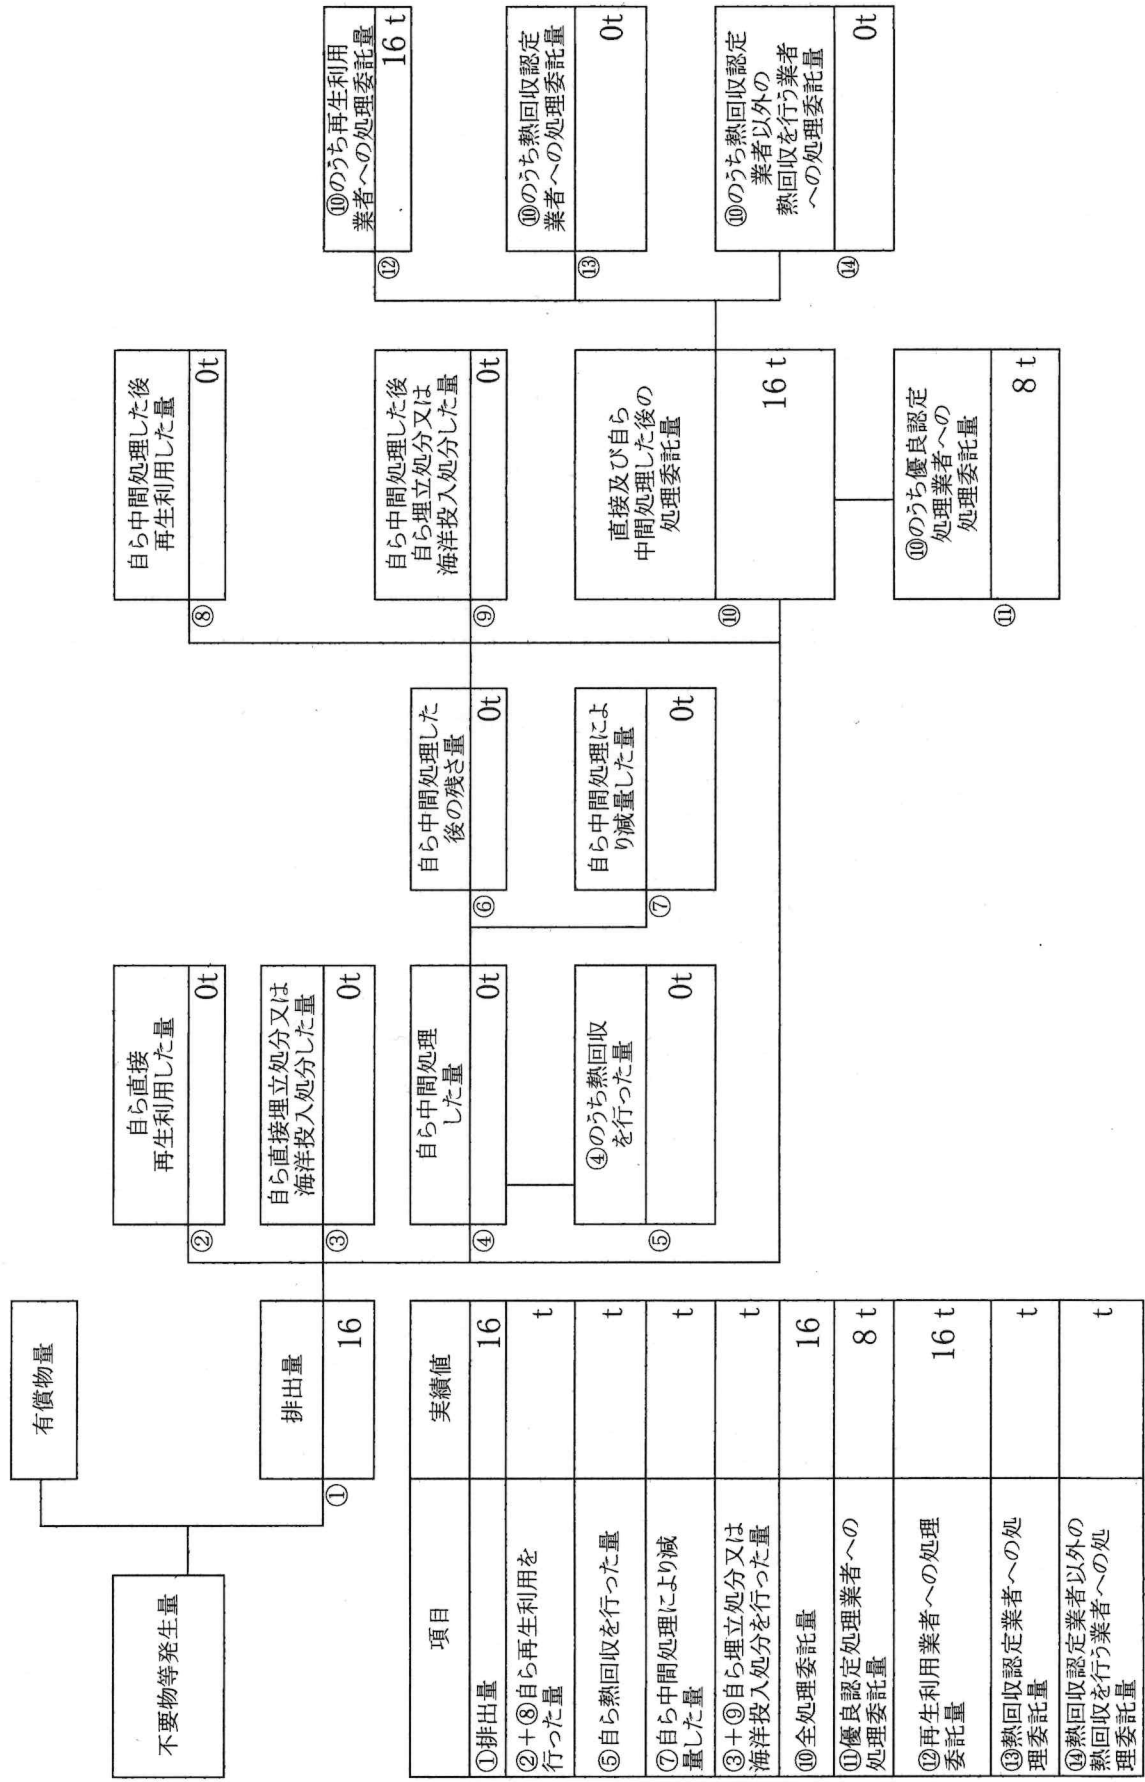 不要物等発生量
有償物量
①
排出量
16
②
自ら直接
再生利用した量
0t
③
自ら直接埋立処分又は
海洋投入処分した量
0t
④
自ら中間処理
した量
0t
⑤
④のうち熱回収
を行った量
0t
⑥
自ら中間処理した
後の残さ量
0t
⑦
自ら中間処理によ
り減量した量
0t
⑧
自ら中間処理した後
再生利用した量
0t
⑨
自ら中間処理した後
自ら埋立処分又は
海洋投入処分した量
0t
⑩
直接及び自ら
中間処理した後の
処理委託量
16 t
⑪
⑩のうち優良認定
処理業者への
処理委託量
8 t
⑫
⑩のうち再生利用
業者への処理委託量
16 t
⑬
⑩のうち熱回収認定
業者への処理委託量
0t
⑭
⑩のうち熱回収認定
業者以外の
熱回収を行う業者
への処理委託量
0t
項目 実績値
①排出量 16
②+⑧自ら再生利用を
行った量 t
⑤自ら熱回収を行った量 t
⑦自ら中間処理により減
量した量 t
③+⑨自ら埋立処分又は
海洋投入処分を行った量 t
⑩全処理委託量 16
⑪優良認定処理業者への
処理委託量 8 t
⑫再生利用業者への処理
委託量 16 t
⑬熱回収認定業者への処
理委託量 t
⑭熱回収認定業者以外の
熱回収を行う業者への処
理委託量 t